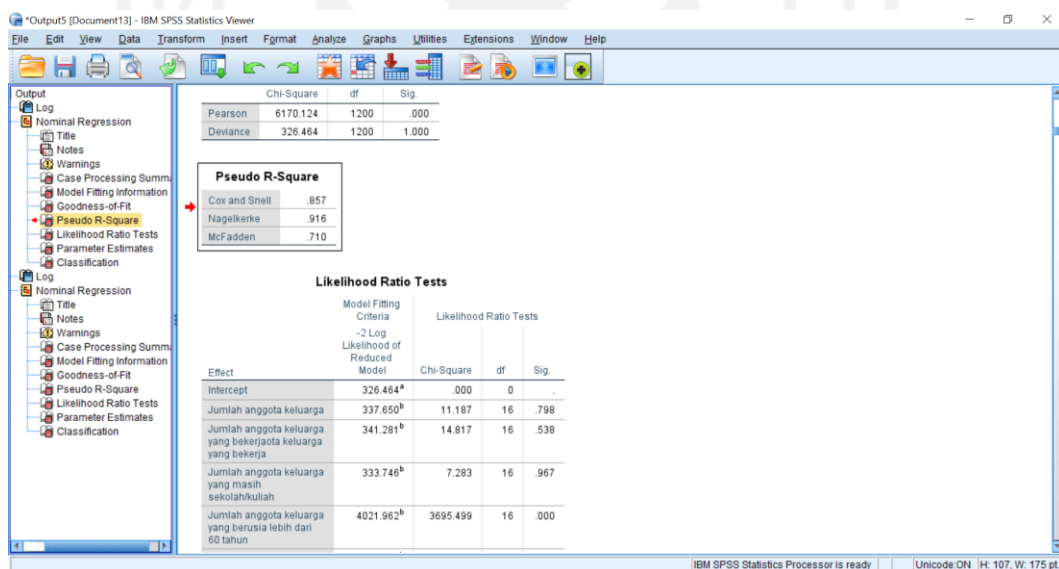 *Output5 [Document13] - IBM SPSS Statistics Viewer
File Edit View Data Transform Insert Format Analyze Graphs Utilities Extensions Window Help
Output
Log
Nominal Regression
Title
Notes
Warnings
Case Processing Summa
Model Fitting Information
Goodness-of-Fit
Pseudo R-Square
Likelihood Ratio Tests
Parameter Estimates
Classification
Log
Nominal Regression
Title
Notes
Warnings
Case Processing Summa
Model Fitting Information
Goodness-of-Fit
Pseudo R-Square
Likelihood Ratio Tests
Parameter Estimates
Classification
Chi-Square df Sig.
Pearson 6170.124 1200 .000
Deviance 326.464 1200 1.000
Pseudo R-Square
Cox and Snell .857
Nagelkerke .916
McFadden .710
Likelihood Ratio Tests
Model Fitting
Criteria Likelihood Ratio Tests
-2 Log
Likelihood of
Reduced
Effect Model Chi-Square df Sig.
Intercept 326.464a .000 0 .
Jumlah anggota keluarga 337.650b 11.187 16 .798
Jumlah anggota keluarga 341.281b 14.817 16 .538
yang bekerjaota keluarga
yang bekerja
Jumlah anggota keluarga 333.746b 7.283 16 .967
yang masih
sekolah/kuliah
Jumlah anggota keluarga 4021.962b 3695.499 16 .000
yang berusia lebih dari
60 tahun
IBM SPSS Statistics Processor is ready Unicode:ON H: 107, W: 175 pt